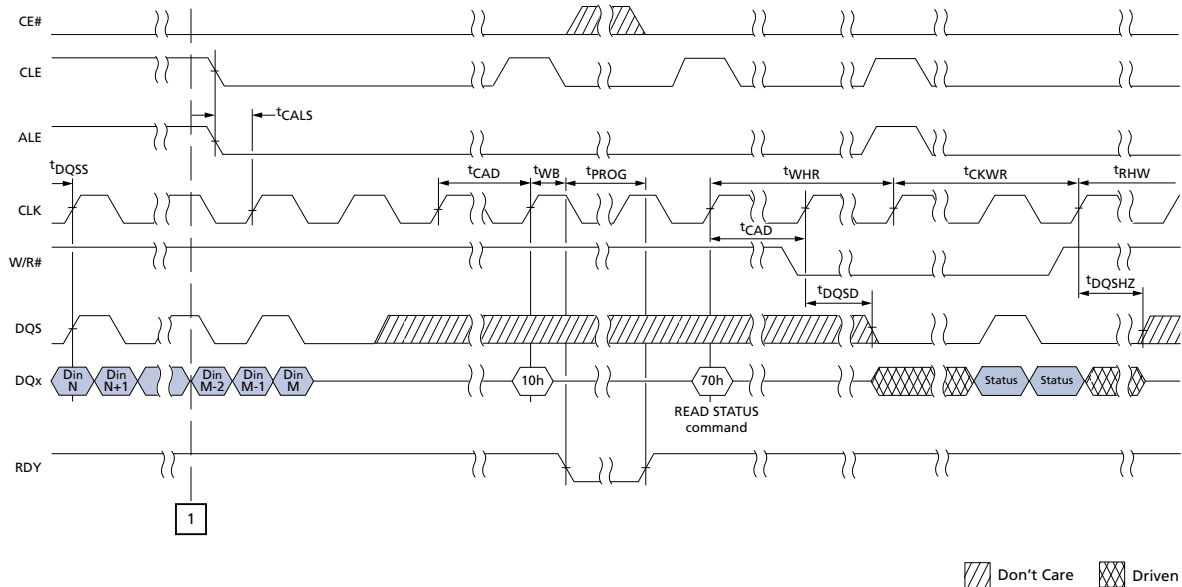 CE#
CLE
tCALS
ALE
tDQSS
tCAD
tWB
tPROG
tWHR
tCKWR
tRHW
CLK
tCAD
W/R#
tDQSD
tDQSHZ
DQS
DQx
Din N
Din N+1
Din M-2
Din M-1
Din M
10h
70h
Status
Status
READ STATUS
command
RDY
1
Don't Care
Driven